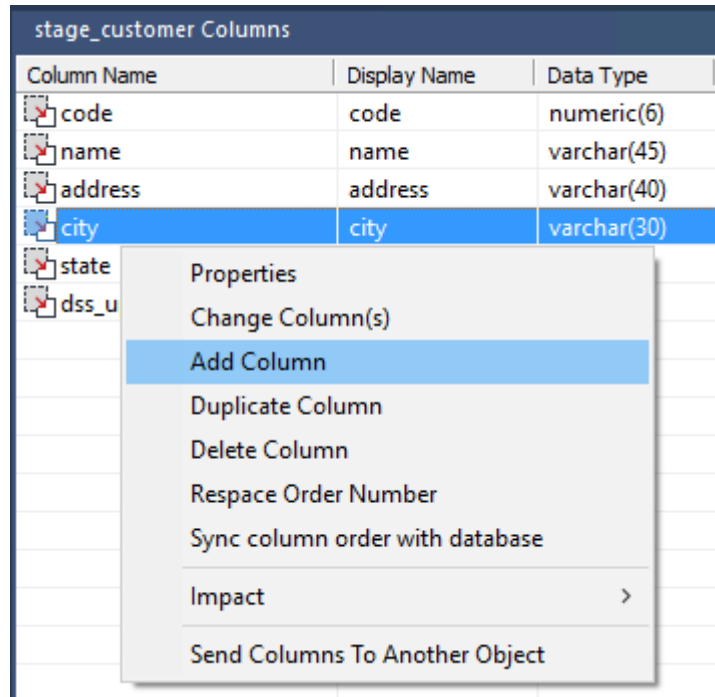 stage_customer Columns
Column Name Display Name Data Type
code code numeric(6)
name name varchar(45)
address address varchar(40)
city city varchar(30)
state
dss_u
Properties
Change Column(s)
Add Column
Duplicate Column
Delete Column
Respace Order Number
Sync column order with database
Impact
Send Columns To Another Object